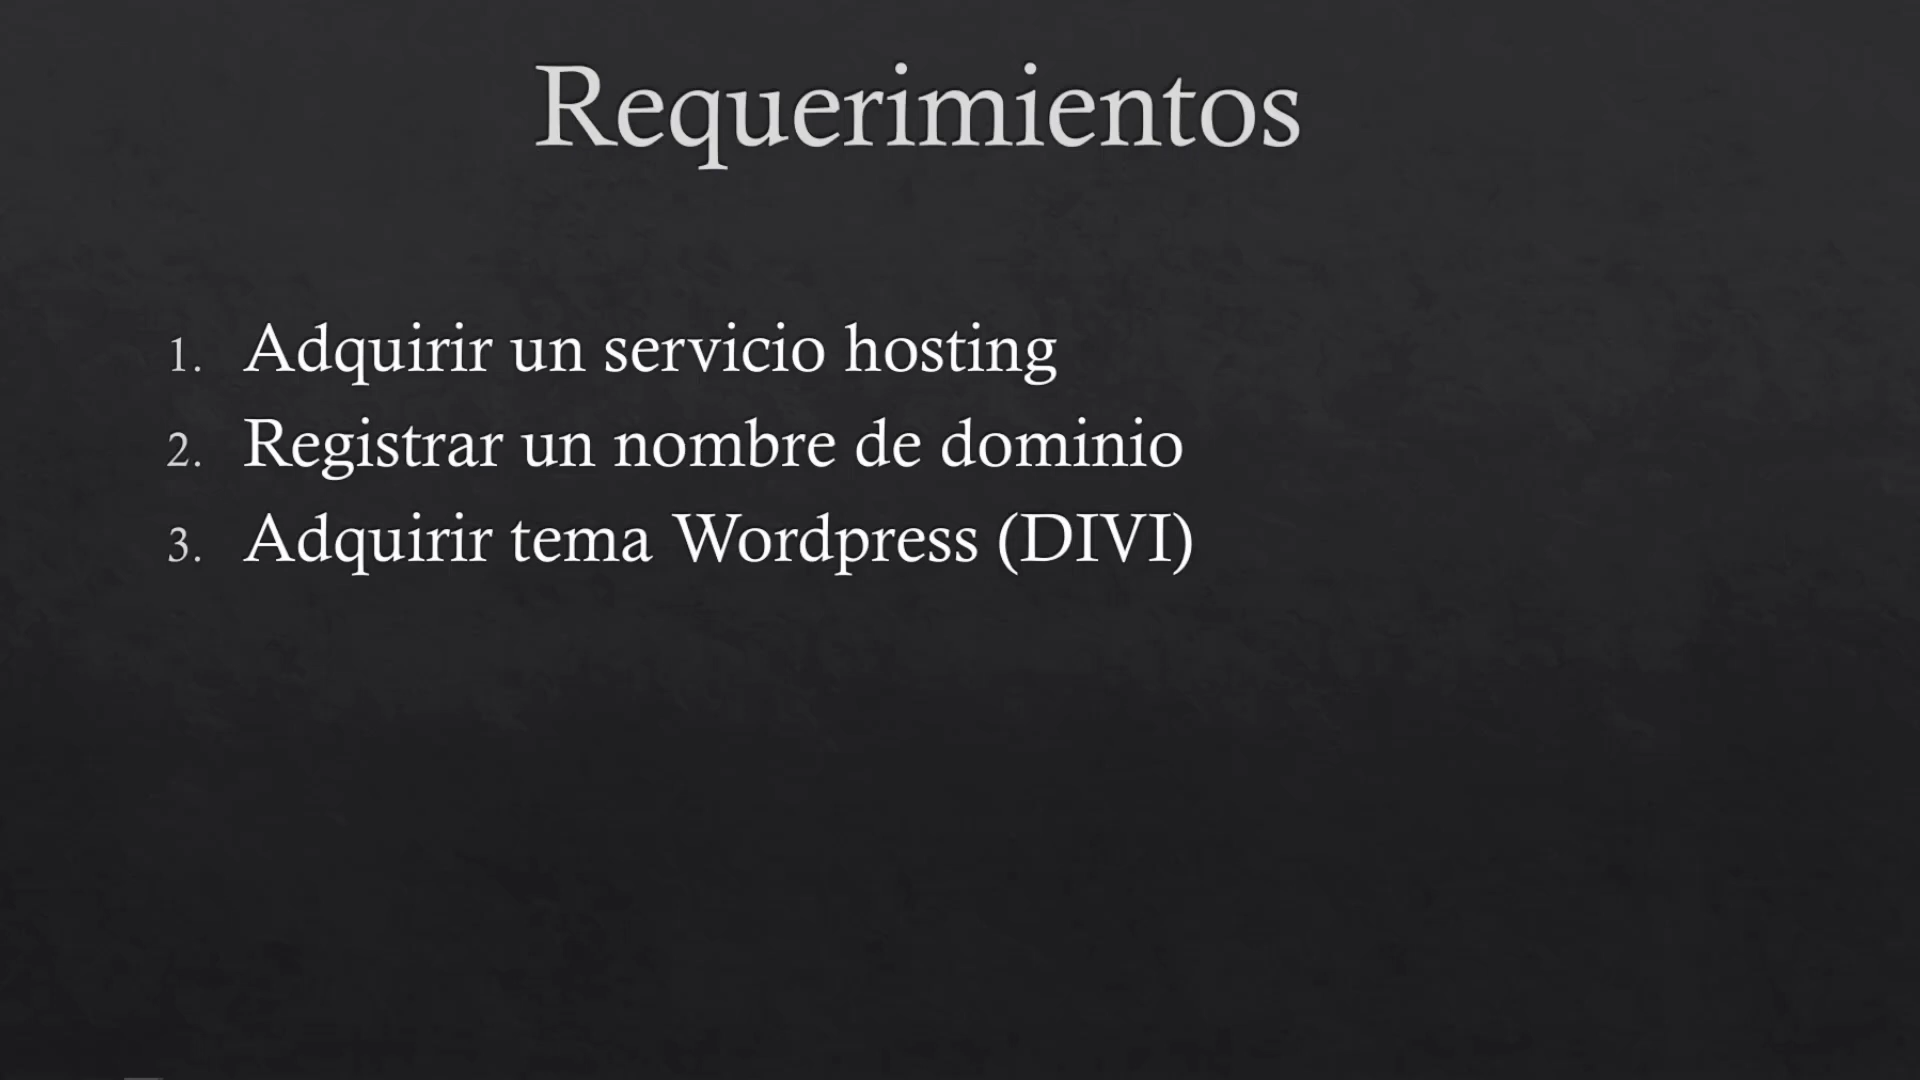 Requerimientos
1. Adquirir un servicio hosting
2. Registrar un nombre de dominio
3. Adquirir tema Wordpress (DIVI)